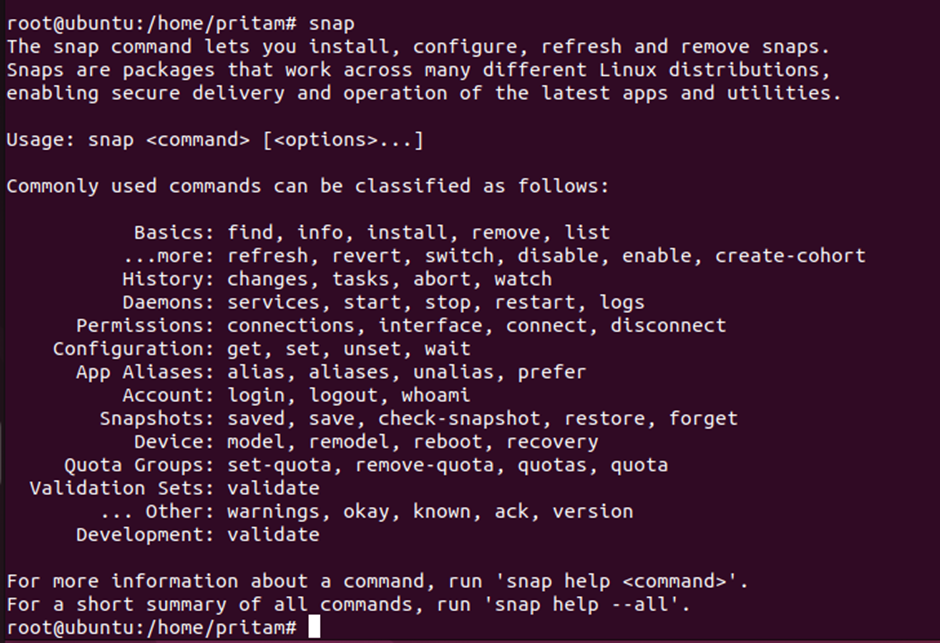 root@ubuntu:/home/pritam# snap
The snap command lets you install, configure, refresh and remove snaps.
Snaps are packages that work across many different Linux distributions,
enabling secure delivery and operation of the latest apps and utilities.
Usage: snap <command> [<options>...]
Commonly used commands can be classified as follows:
Basics: find, info, install, remove, list
...more: refresh, revert, switch, disable, enable, create-cohort
History: changes, tasks, abort, watch
Daemons: services, start, stop, restart, logs
Permissions: connections, interface, connect, disconnect
Configuration: get, set, unset, wait
App Aliases: alias, aliases, unalias, prefer
Account: login, logout, whoami
Snapshots: saved, save, check-snapshot, restore, forget
Device: model, remodel, reboot, recovery
Quota Groups: set-quota, remove-quota, quotas, quota
Validation Sets: validate
... Other: warnings, okay, known, ack, version
Development: validate
For more information about a command, run 'snap help <command>'.
For a short summary of all commands, run 'snap help --all'.
root@ubuntu:/home/pritam#